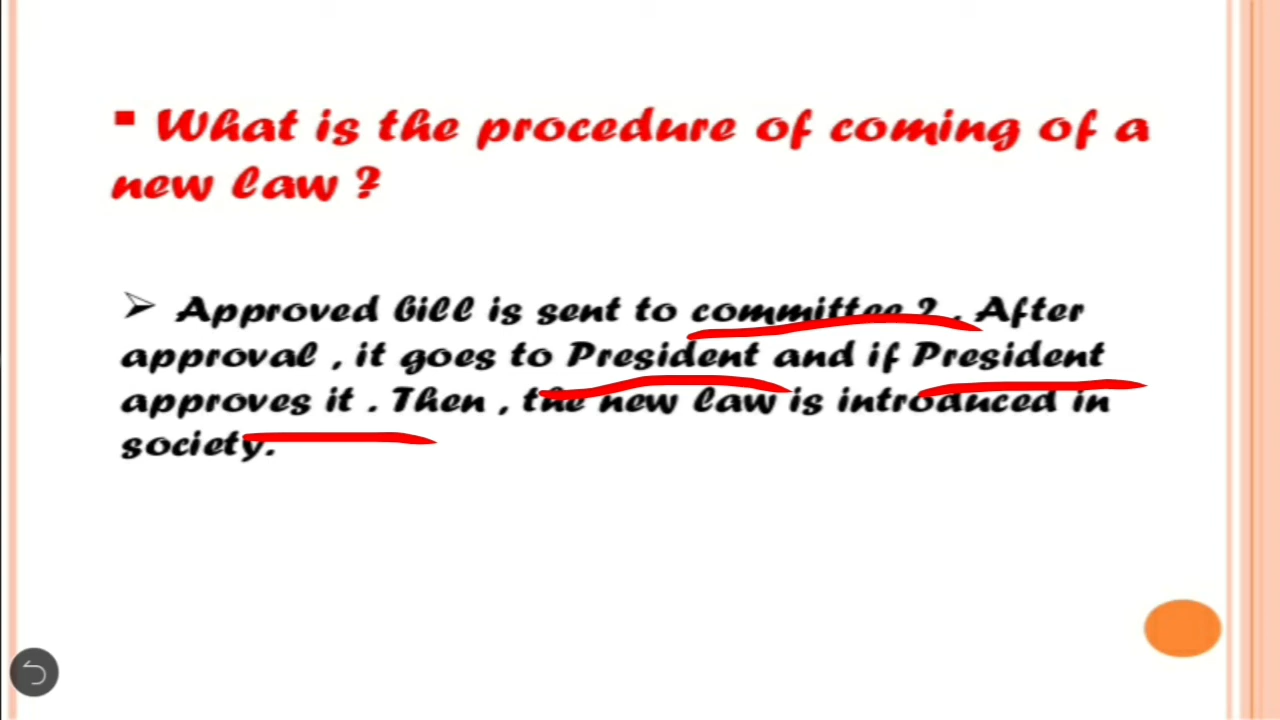 ▪ What is the procedure of coming of a
new law ?
➢ Approved bill is sent to committee ? . After
approval , it goes to President and if President
approves it . Then , the new law is introduced in
society.